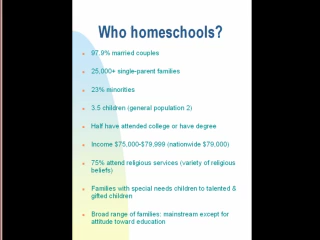 Who homeschools?
97.9% married couples
25,000+ single-parent families
23% minorities
3.5 children (general population 2)
Half have attended college or have degree
Income $75,000-$79,999 (nationwide $79,000)
75% attend religious services (variety of religious
beliefs)
Families with special needs children to talented &
gifted children
Broad range of families: mainstream except for
attitude toward education